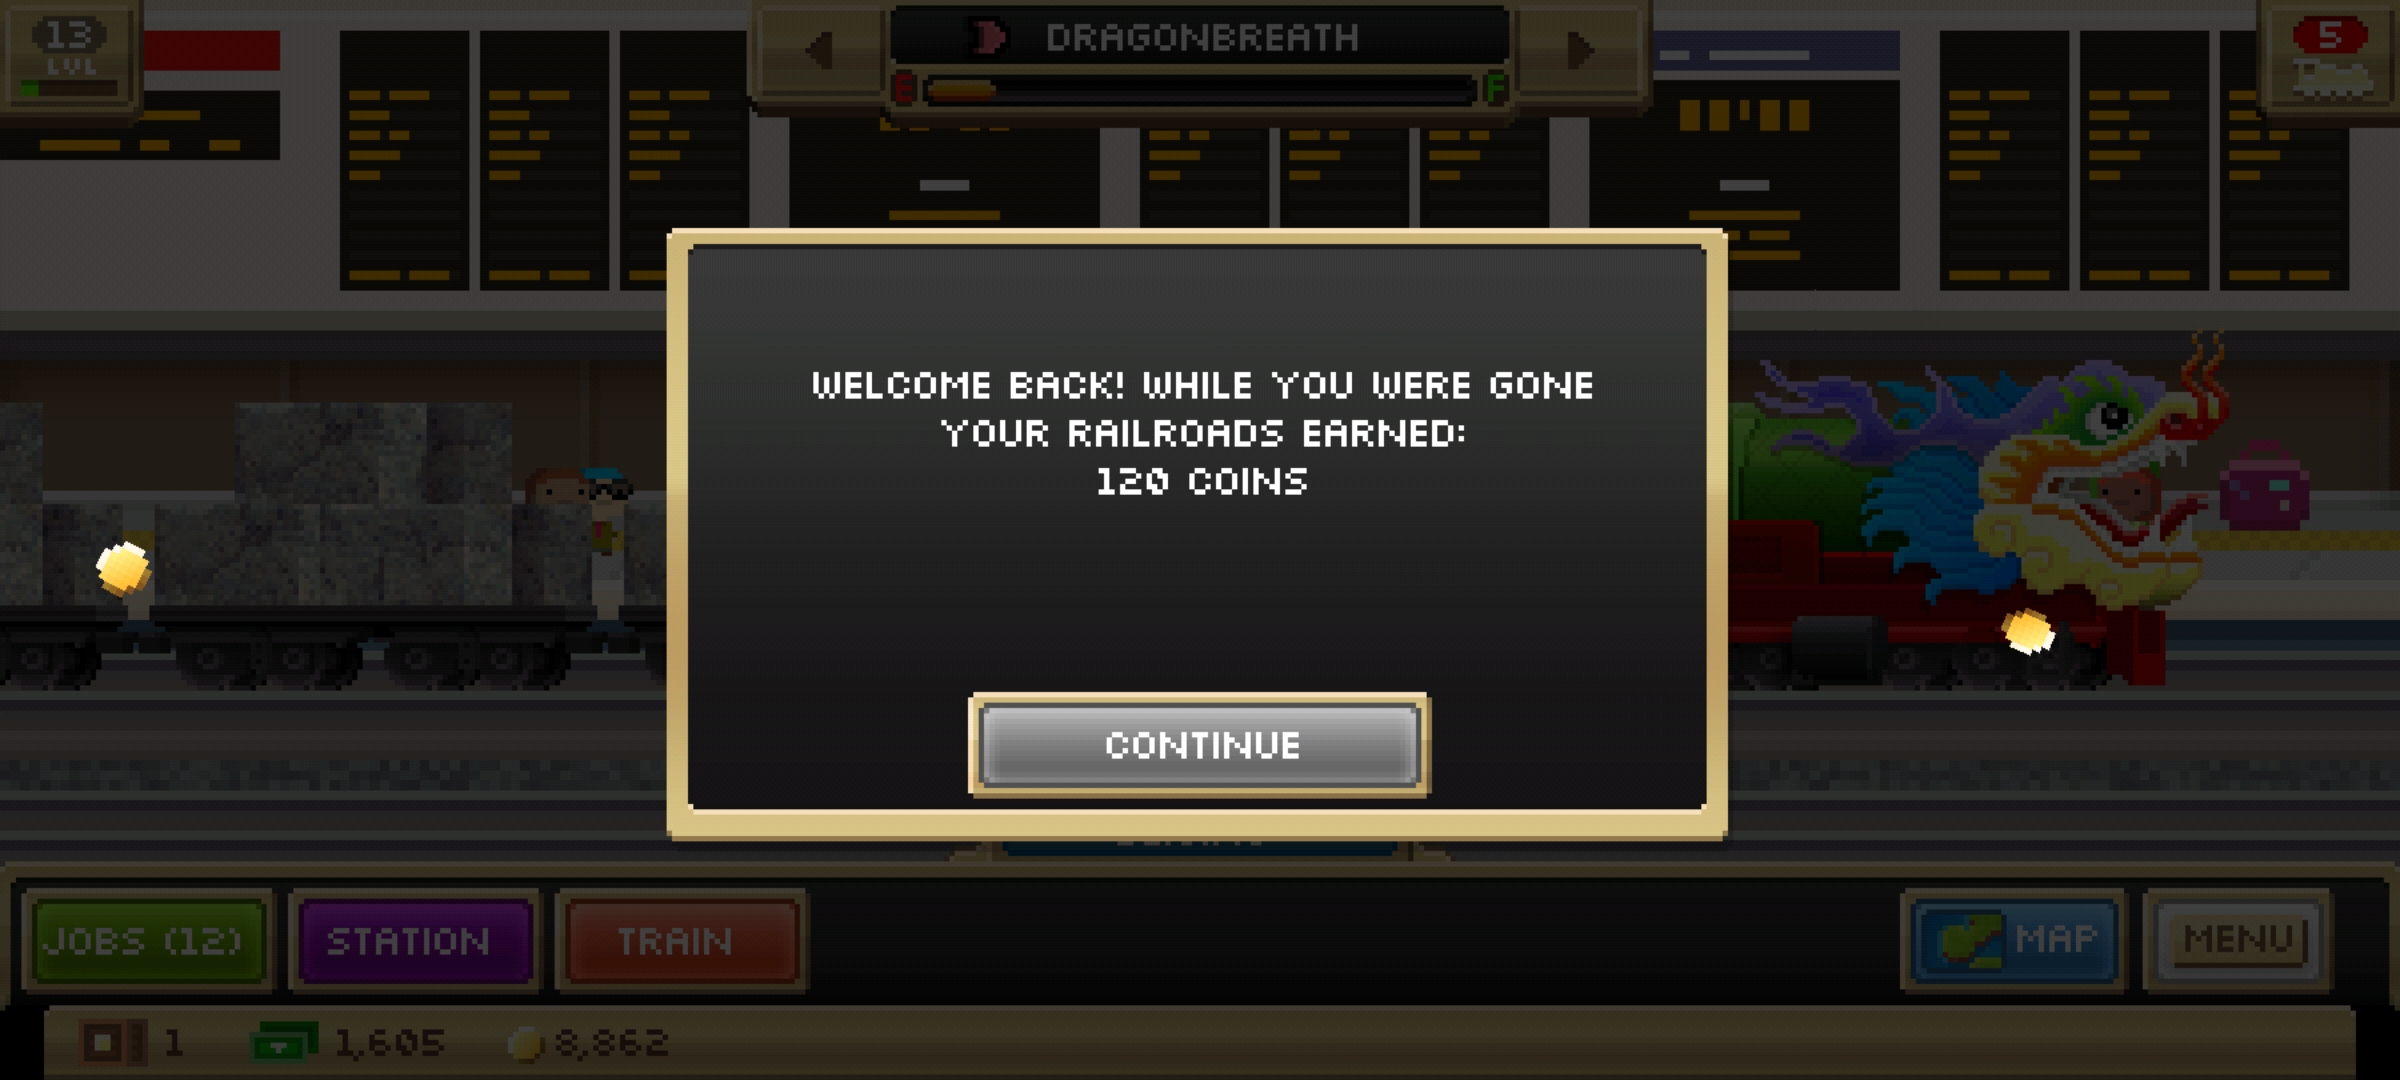 13
LVL
DRAGONBREATH
E F
5
WELCOME BACK! WHILE YOU WERE GONE
YOUR RAILROADS EARNED:
120 COINS
CONTINUE
JOBS (12)
STATION
TRAIN
MAP
MENU
1
1,605
8,862